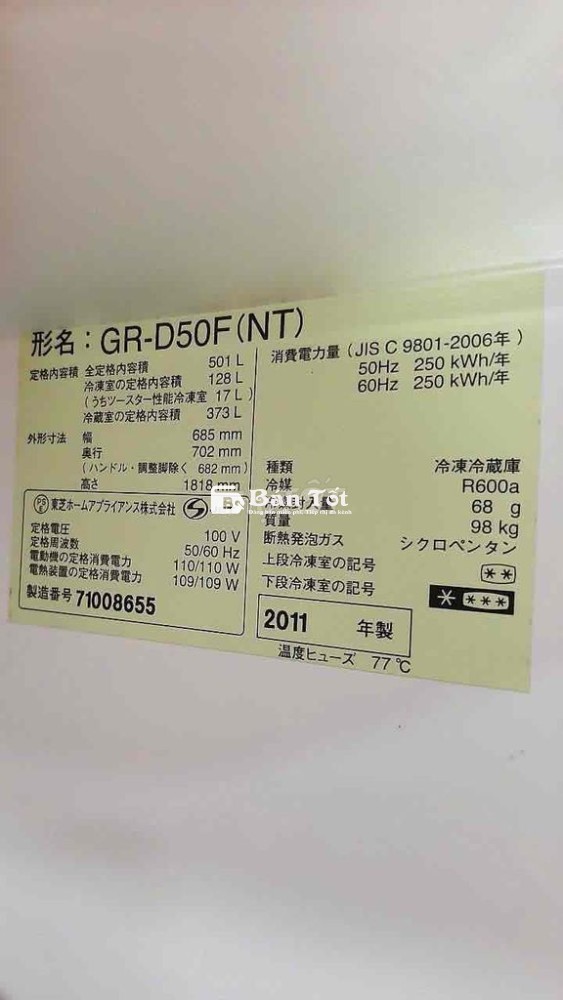 形名：GR-D50F(NT)
定格内容積 全定格内容積 501 L
冷凍室の定格内容積 128 L
(うちツースター性能冷凍室 17 L)
冷蔵室の定格内容積 373 L
外形寸法 幅 685 mm
奥行 702 mm
(ハンドル・調整脚除く 682 mm)
高さ 1818 mm
PS E 東芝ホームアプライアンス株式会社
定格電圧 100 V
定格周波数 50/60 Hz
電動機の定格消費電力 110/110 W
電熱装置の定格消費電力 109/109 W
製造番号 71008655
消費電力量 (JIS C 9801-2006年)
50Hz 250 kWh/年
60Hz 250 kWh/年
種類 冷凍冷蔵庫
冷媒 R600a
封入量 68 g
質量 98 kg
断熱発泡ガス シクロペンタン
上段冷凍室の記号 **
下段冷凍室の記号 * ***
2011 年製
温度ヒューズ 77℃
Bán Tốt